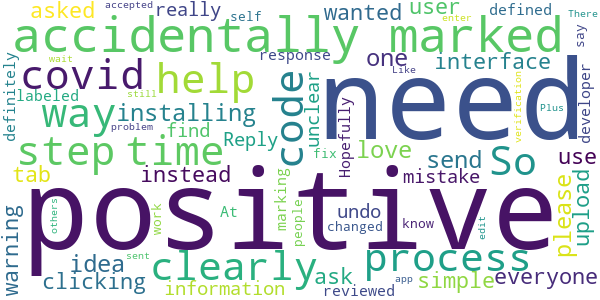 asked
really
self
accepted
wanted
user
defined
enter
There
accidentally marked
say
definitely
wait
response
Like
covid
help
code
one
interface
developer
labeled
still
way
installing
unclear
Hopefully
need
verification
Plus
problem
find
Reply
fix
love
send
So
step time
tab
instead
marking
mistake
use
upload
please
positive
warning
others
work
At
people
undo
changed
know
edit
process
idea
clearly
ask
simple
everyone
clicking
sent
information
reviewed
app